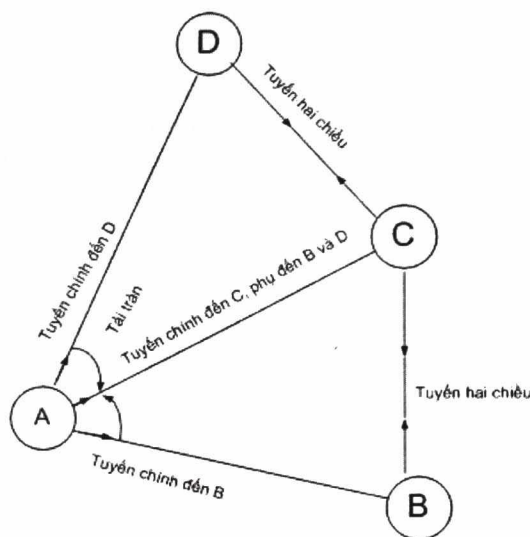 D
Tuyến hai chiều
C
Tuyến chính đến D
Tải tràn
Tuyến chính đến C, phụ đến B và D
A
Tuyến hai chiều
Tuyến chính đến B
B